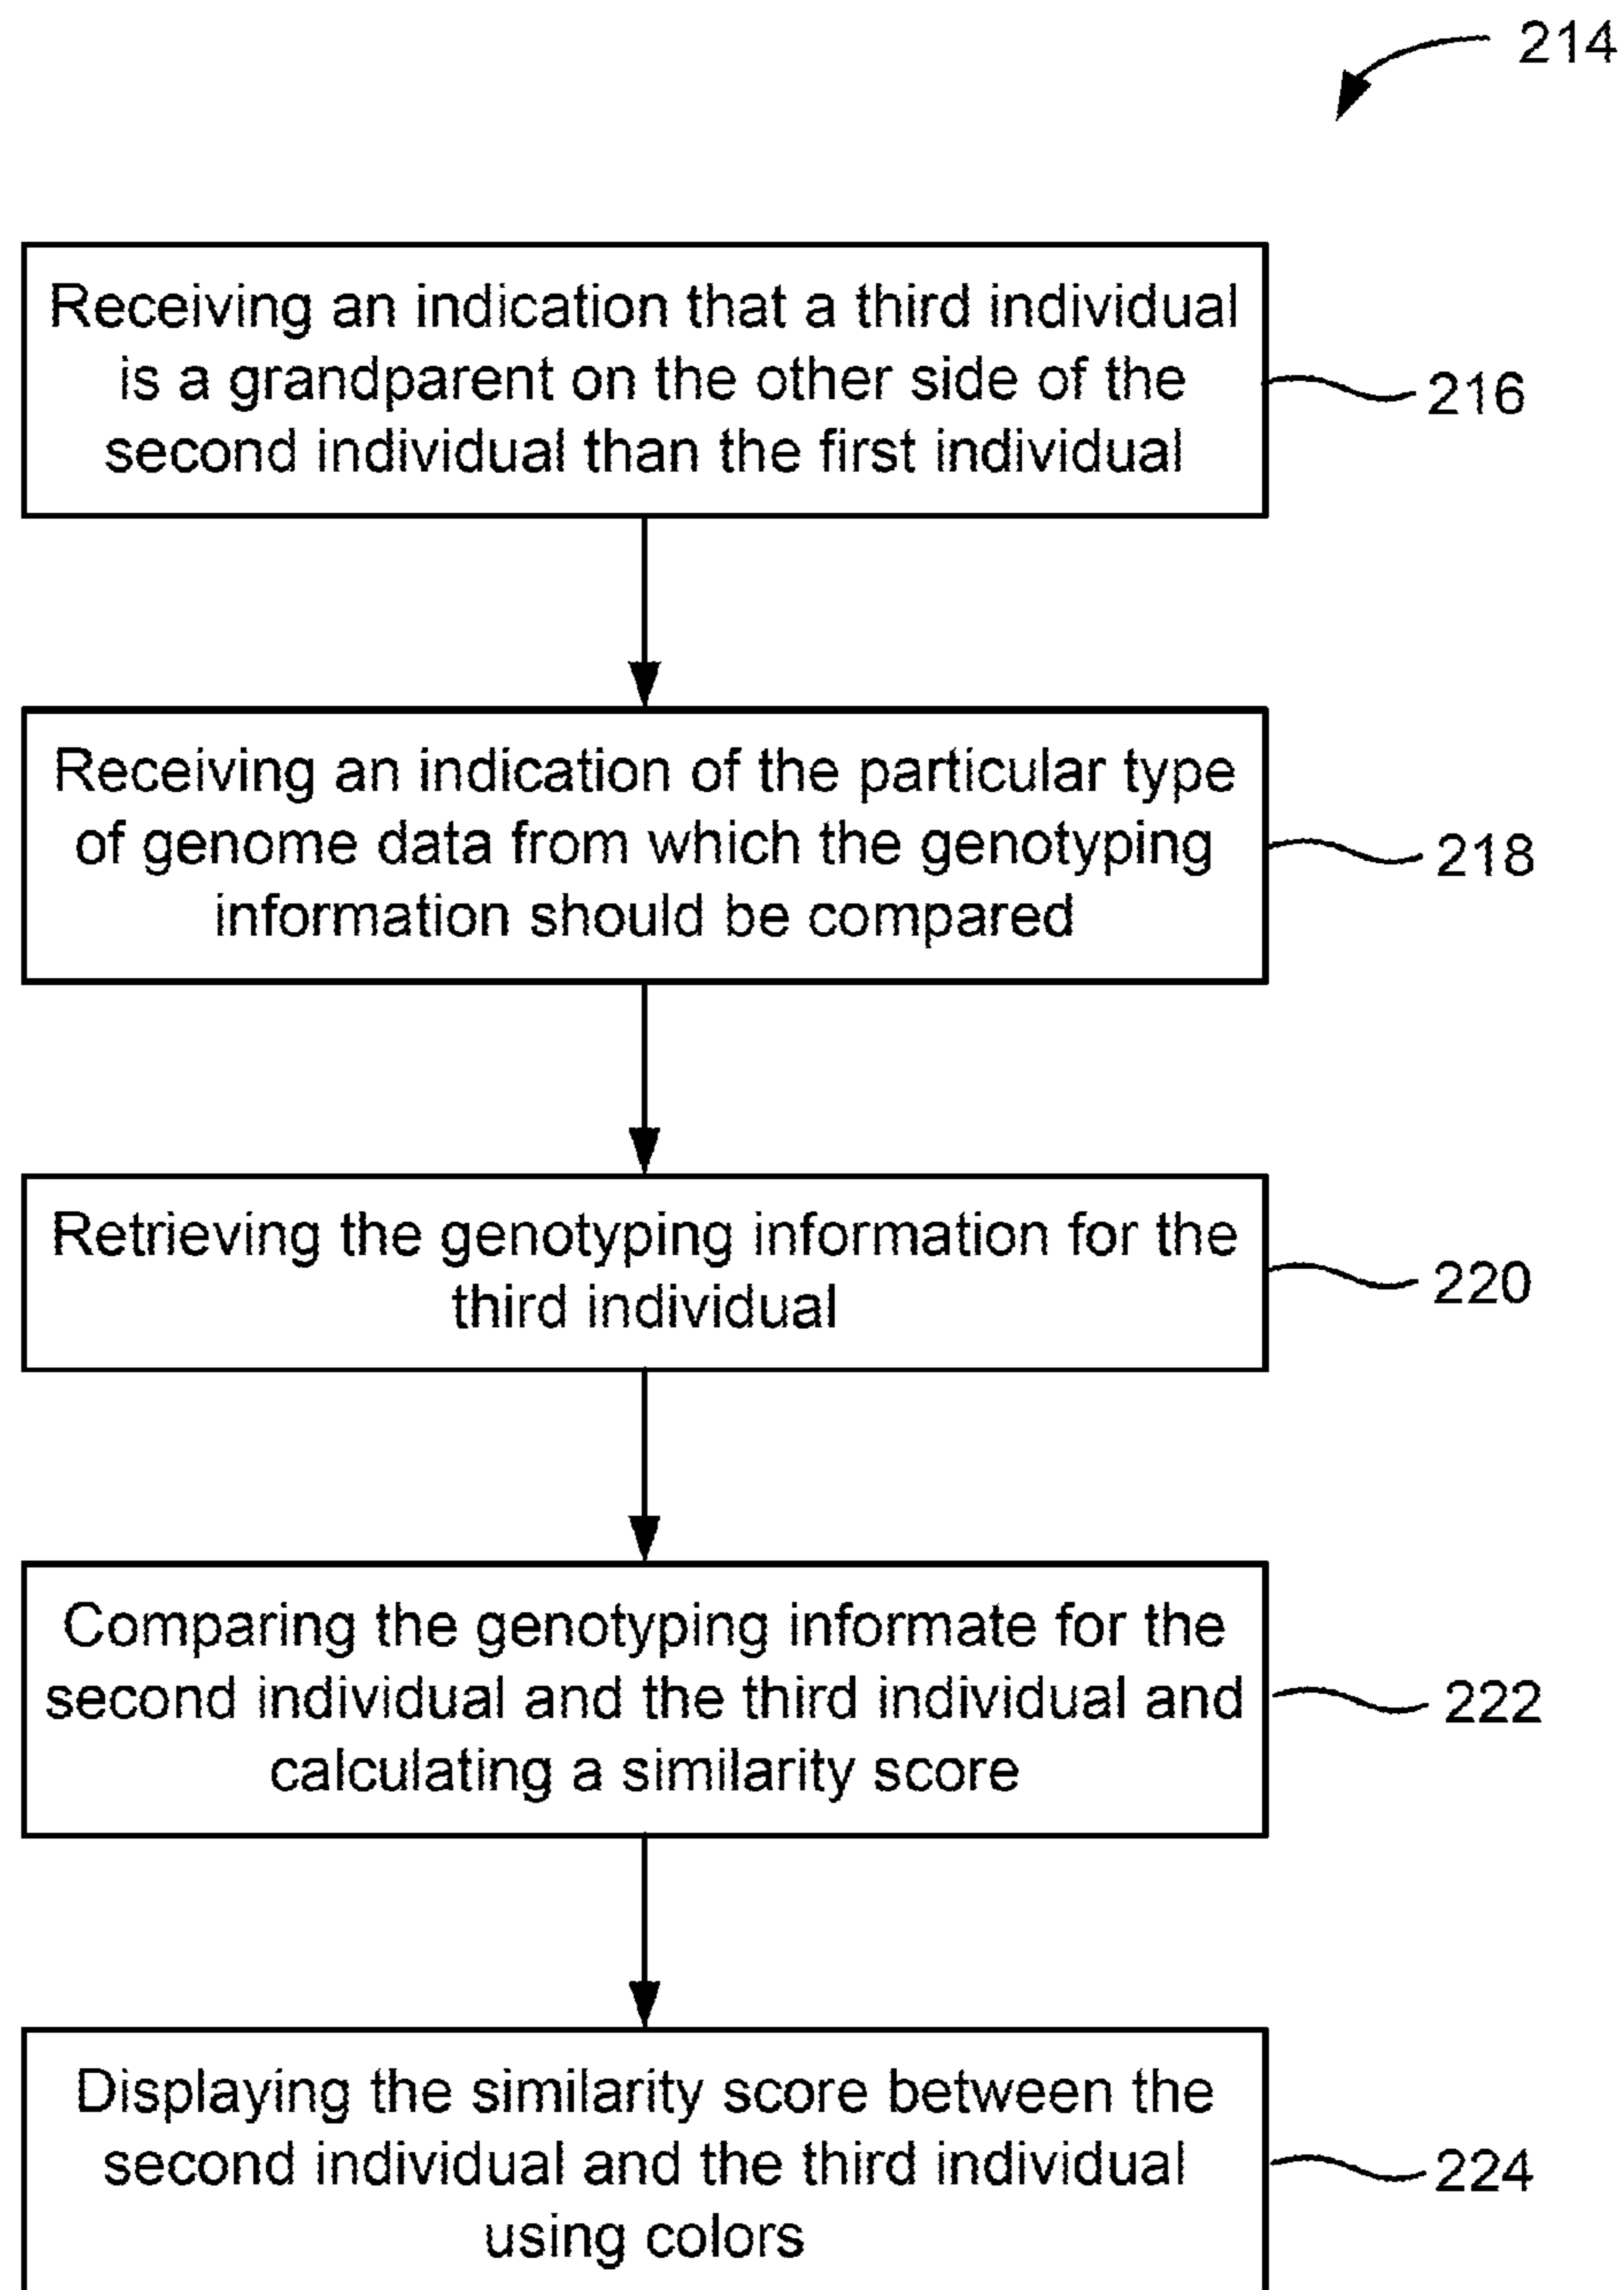 214
Receiving an indication that a third individual
is a grandparent on the other side of the
second individual than the first individual
216
Receiving an indication of the particular type
of genome data from which the genotyping
information should be compared
218
Retrieving the genotyping information for the
third individual
220
Comparing the genotyping informate for the
second individual and the third individual and
calculating a similarity score
222
Displaying the similarity score between the
second individual and the third individual
using colors
224